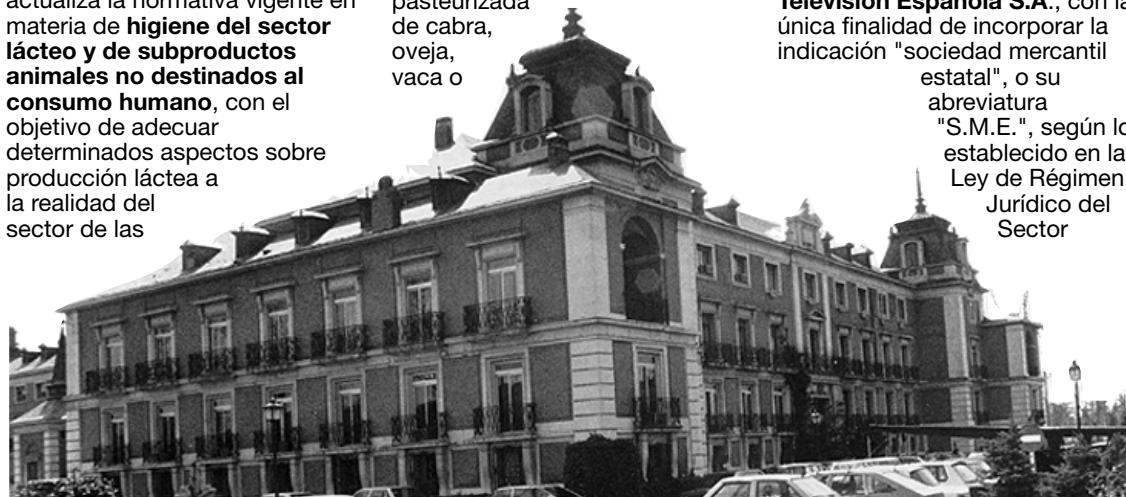 actualiza la normativa vigente en
materia de higiene del sector
lácteo y de subproductos
animales no destinados al
consumo humano, con el
objetivo de adecuar
determinados aspectos sobre
producción láctea a
la realidad del
sector de las
pasteurizada
de cabra,
oveja,
vaca o
Televisión Española S.A., con la
única finalidad de incorporar la
indicación "sociedad mercantil
estatal", o su
abreviatura
"S.M.E.", según lo
establecido en la
Ley de Régimen
Jurídico del
Sector